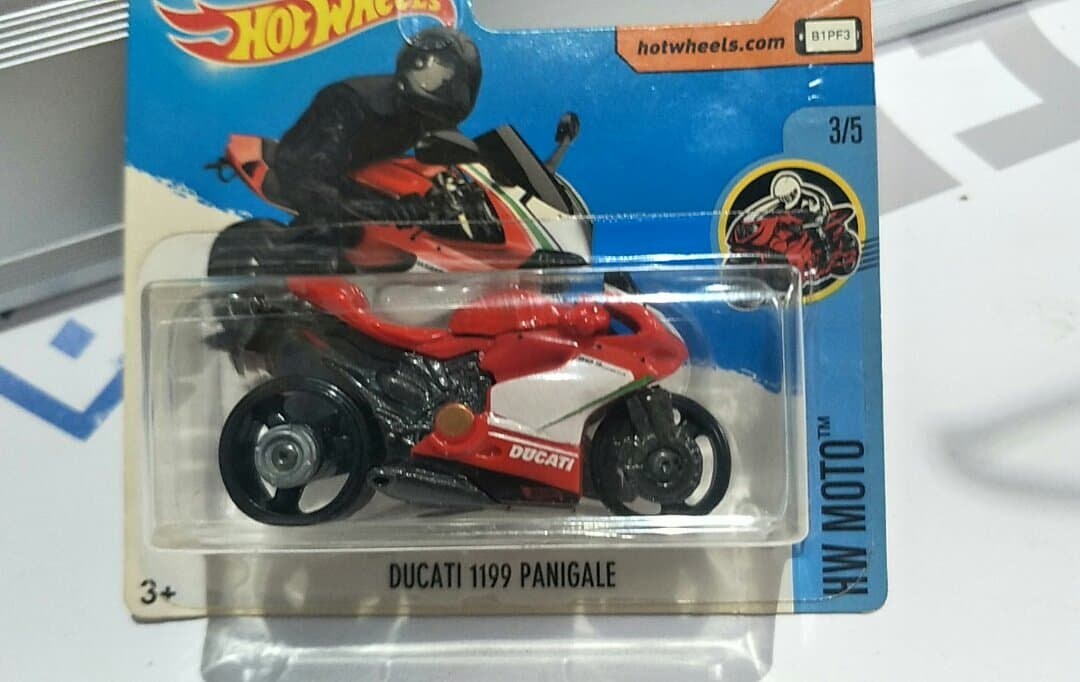 HOT WHEELS
hotwheels.com
B1PF3
3/5
DUCATI
HW MOTO™
DUCATI 1199 PANIGALE
3+